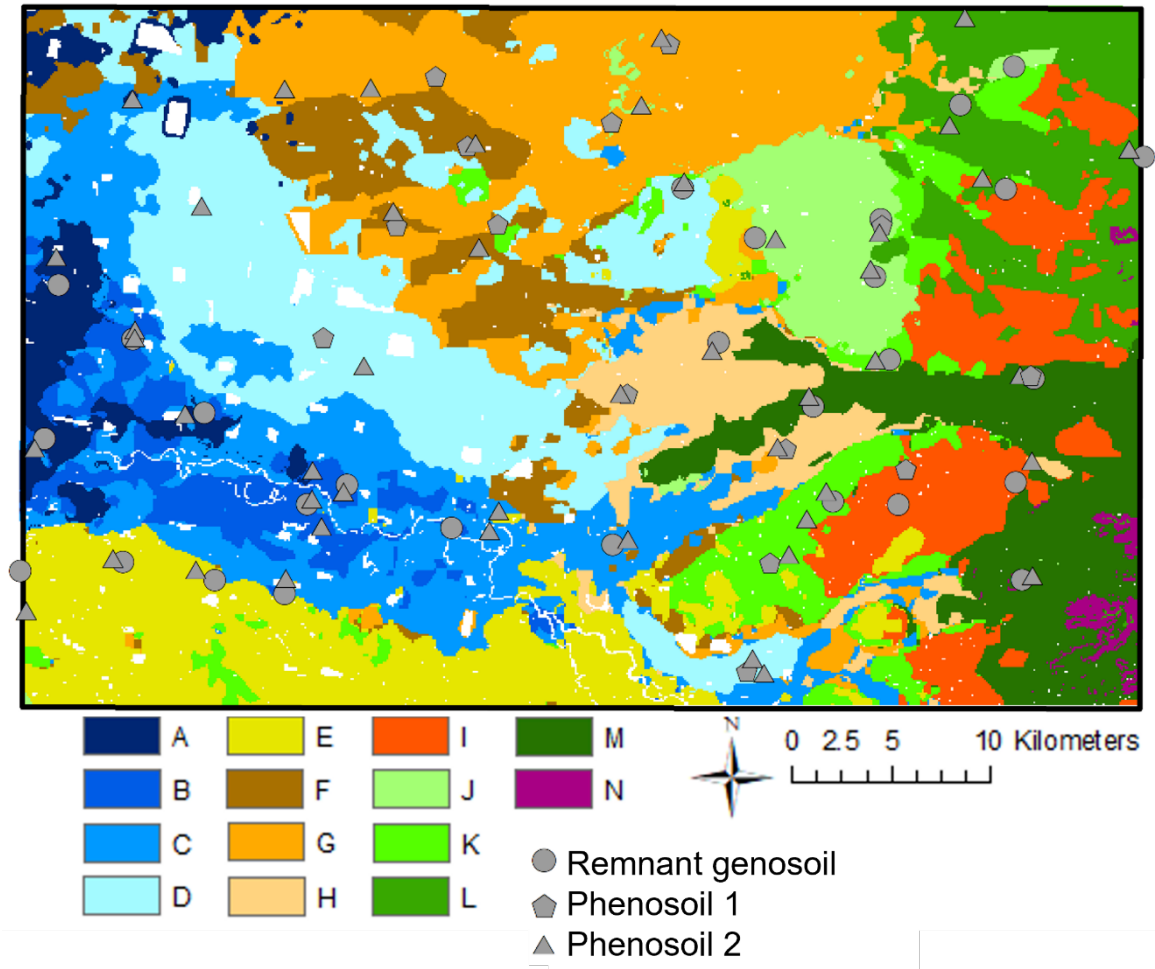 A E I M N 0 2.5 5 10 Kilometers
B F J N
C G K
D H L
Remnant genosoil
Phenosoil 1
Phenosoil 2